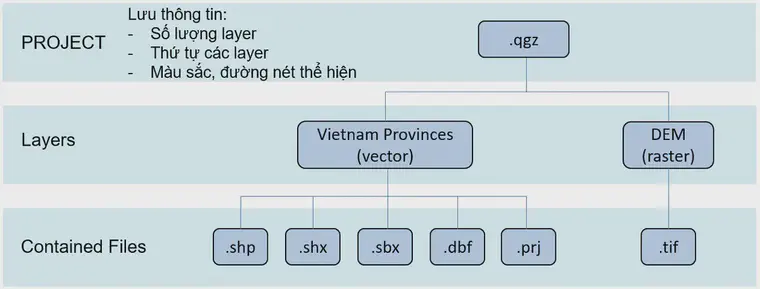 PROJECT
Lưu thông tin:
- Số lượng layer
- Thứ tự các layer
- Màu sắc, đường nét thể hiện
.qgz
Layers
Vietnam Provinces
(vector)
DEM
(raster)
Contained Files
.shp
.shx
.sbx
.dbf
.prj
.tif